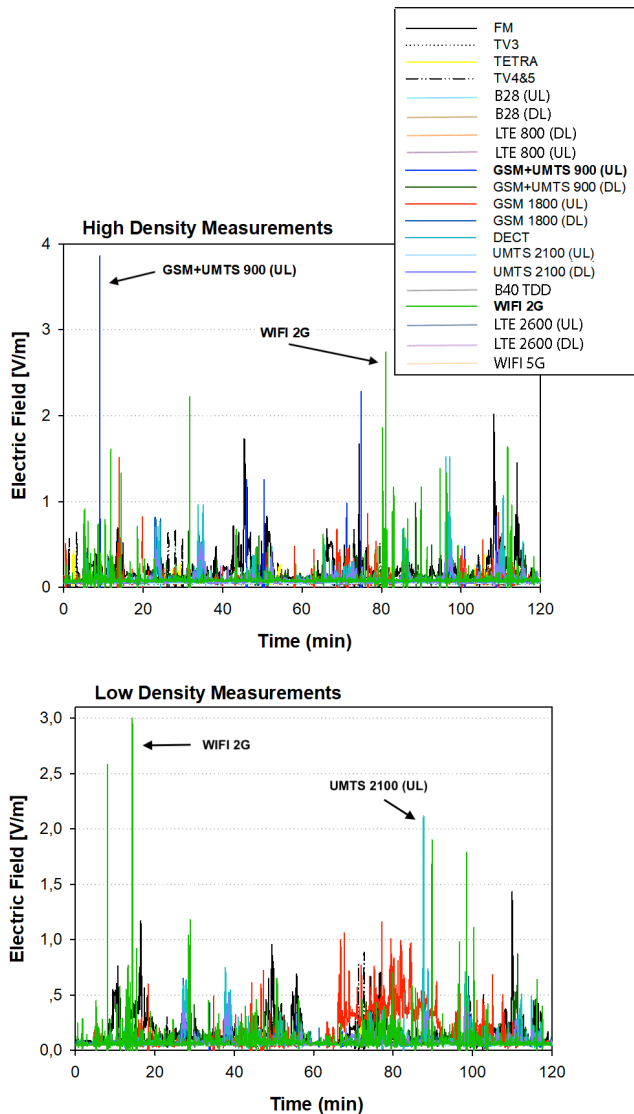 FM
TV3
TETRA
TV4&5
B28 (UL)
B28 (DL)
LTE 800 (DL)
LTE 800 (UL)
GSM+UMTS 900 (UL)
GSM+UMTS 900 (DL)
GSM 1800 (UL)
GSM 1800 (DL)
DECT
UMTS 2100 (UL)
UMTS 2100 (DL)
B40 TDD
WIFI 2G
LTE 2600 (UL)
LTE 2600 (DL)
WIFI 5G
High Density Measurements
4
GSM+UMTS 900 (UL)
3
WIFI 2G
2
1
0
Electric Field [V/m]
0 20 40 60 80 100 120
Time (min)
Low Density Measurements
3,0
WIFI 2G
2,5
UMTS 2100 (UL)
2,0
1,5
1,0
,5
0,0
Electric Field [V/m]
0 20 40 60 80 100 120
Time (min)